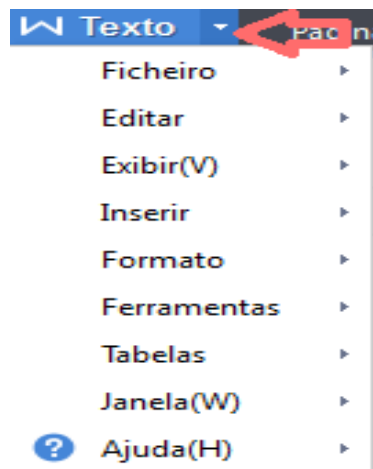 W Texto
Ficheiro
Editar
Exibir(V)
Inserir
Formato
Ferramentas
Tabelas
Janela(W)
? Ajuda(H)